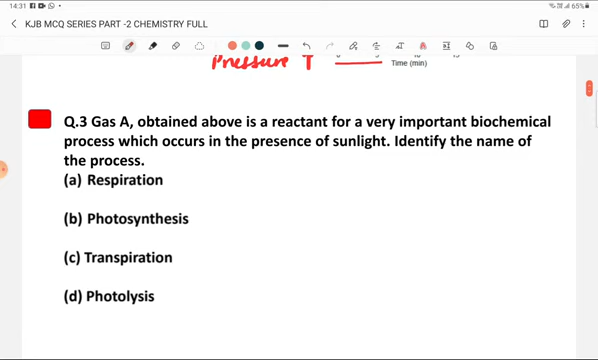 14:31
65%
KJB MCQ SERIES PART -2 CHEMISTRY FULL
Pressure ↑
Time (min)
Q.3 Gas A, obtained above is a reactant for a very important biochemical
process which occurs in the presence of sunlight. Identify the name of
the process.
(a) Respiration
(b) Photosynthesis
(c) Transpiration
(d) Photolysis